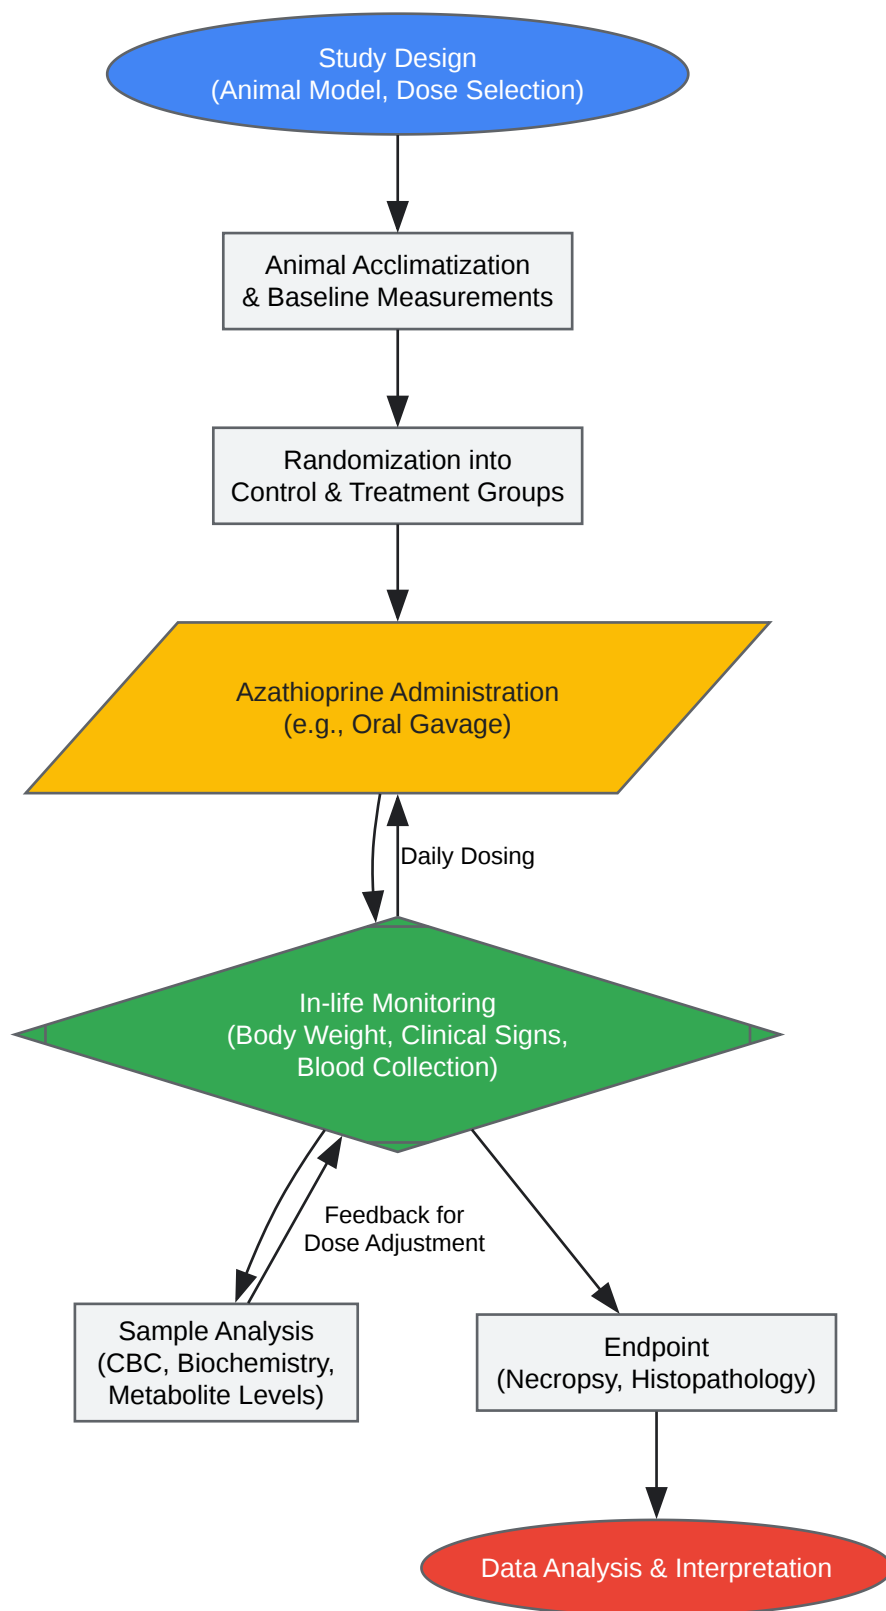 Study Design
(Animal Model, Dose Selection)
Animal Acclimatization
& Baseline Measurements
Randomization into
Control & Treatment Groups
Azathioprine Administration
(e.g., Oral Gavage)
Daily Dosing
In-life Monitoring
(Body Weight, Clinical Signs,
Blood Collection)
Feedback for
Dose Adjustment
Sample Analysis
(CBC, Biochemistry,
Metabolite Levels)
Endpoint
(Necropsy, Histopathology)
Data Analysis & Interpretation